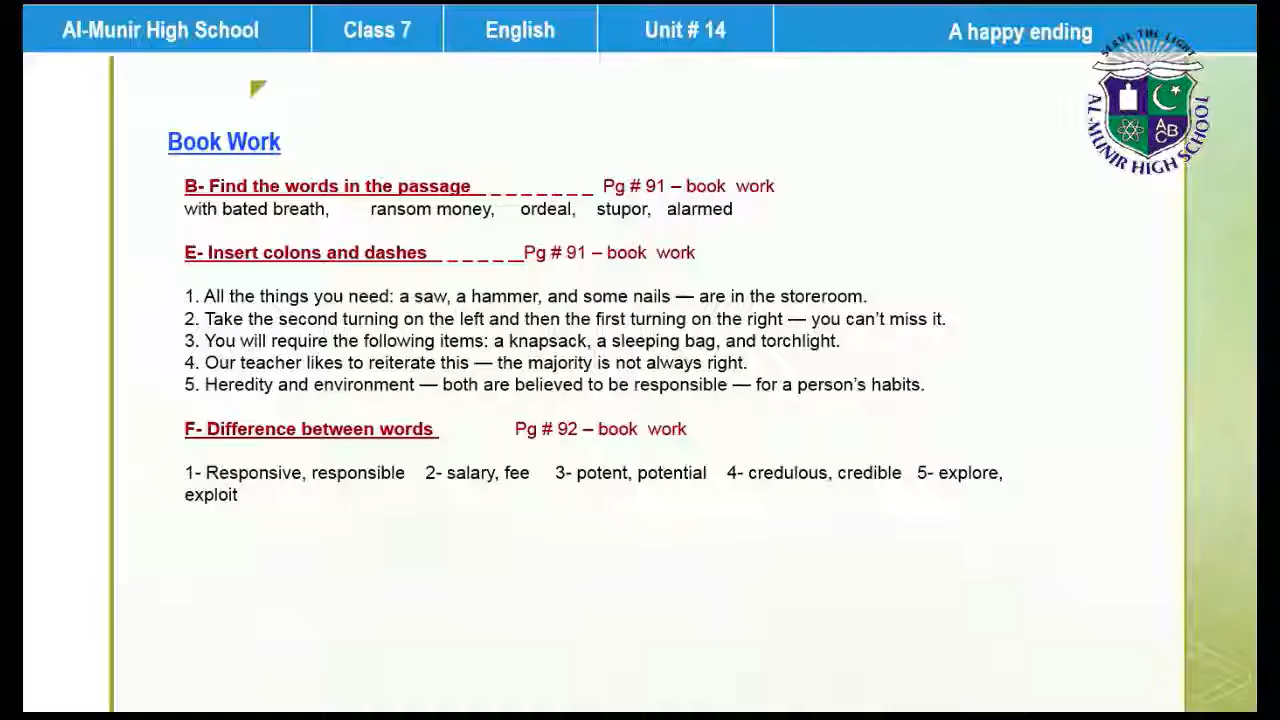 Al-Munir High School Class 7 English Unit # 14 A happy ending
SERVE THE LIGHT
ABC
AL-MUNIR HIGH SCHOOL
Book Work
B- Find the words in the passage _ _ _ _ _ _ _ _ Pg # 91 – book work
with bated breath, ransom money, ordeal, stupor, alarmed
E- Insert colons and dashes _ _ _ _ _ _ Pg # 91 – book work
1. All the things you need: a saw, a hammer, and some nails — are in the storeroom.
2. Take the second turning on the left and then the first turning on the right — you can’t miss it.
3. You will require the following items: a knapsack, a sleeping bag, and torchlight.
4. Our teacher likes to reiterate this — the majority is not always right.
5. Heredity and environment — both are believed to be responsible — for a person’s habits.
F- Difference between words Pg # 92 – book work
1- Responsive, responsible 2- salary, fee 3- potent, potential 4- credulous, credible 5- explore,
exploit